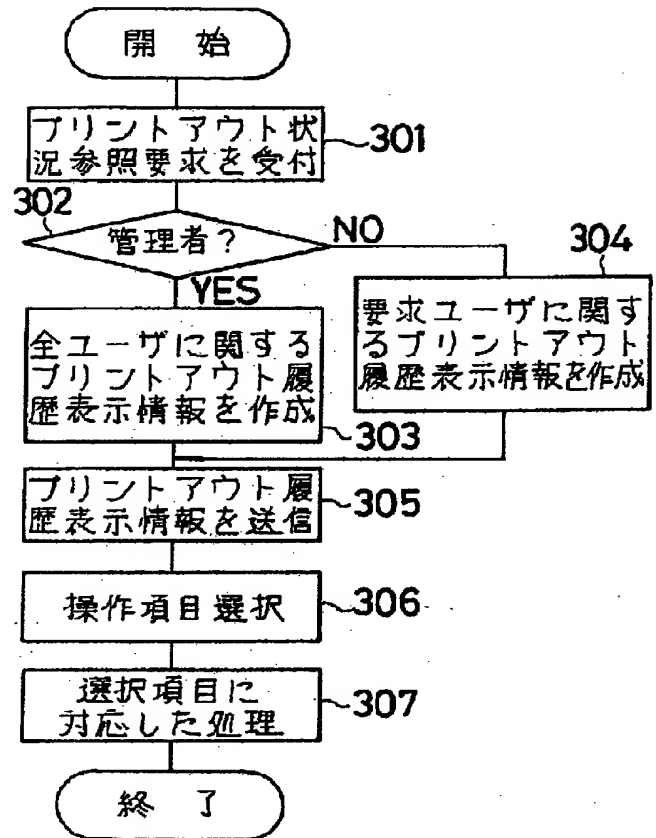 開 始
プリントアウト状
況参照要求を受付
301
302
管理者?
NO
YES
304
全ユーザに関する
プリントアウト履
歴表示情報を作成
303
要求ユーザに関す
るプリントアウト
履歴表示情報を作成
プリントアウト履
歴表示情報を送信
305
操作項目選択
306
選択項目に
対応した処理
307
終 了